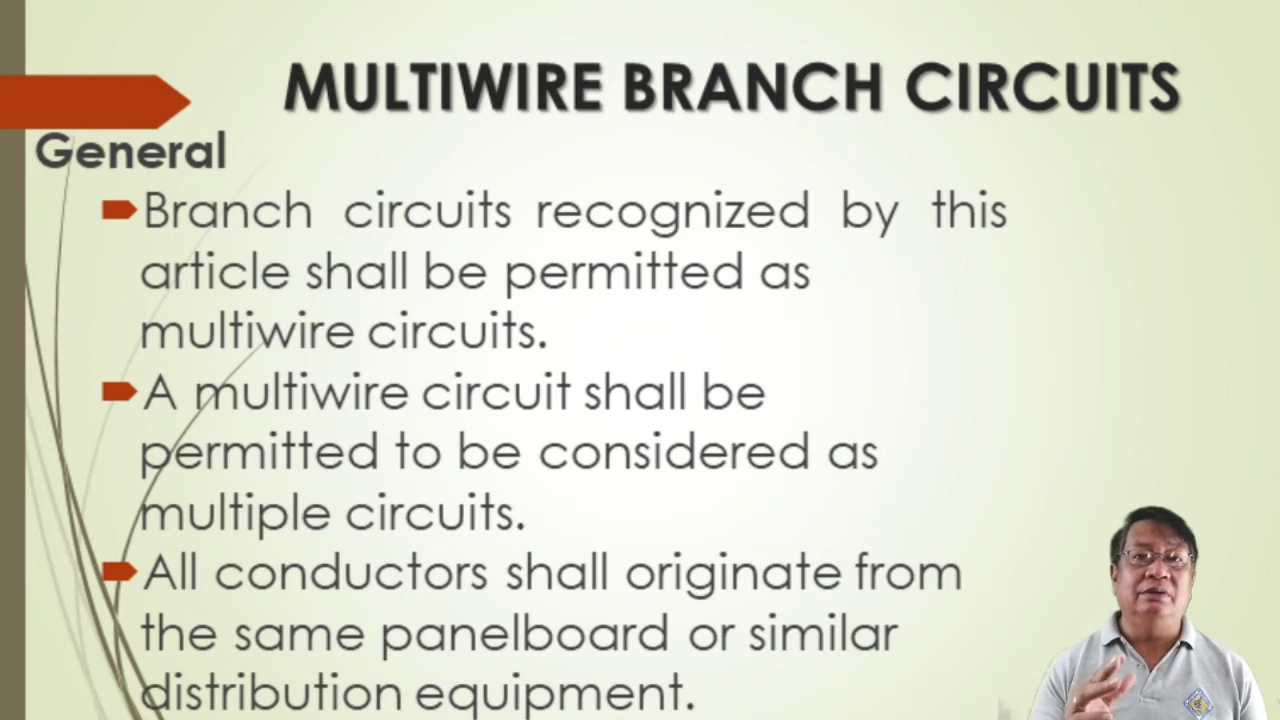 MULTIWIRE BRANCH CIRCUITS
General
Branch circuits recognized by this
article shall be permitted as
multiwire circuits.
A multiwire circuit shall be
permitted to be considered as
multiple circuits.
All conductors shall originate from
the same panelboard or similar
distribution equipment.